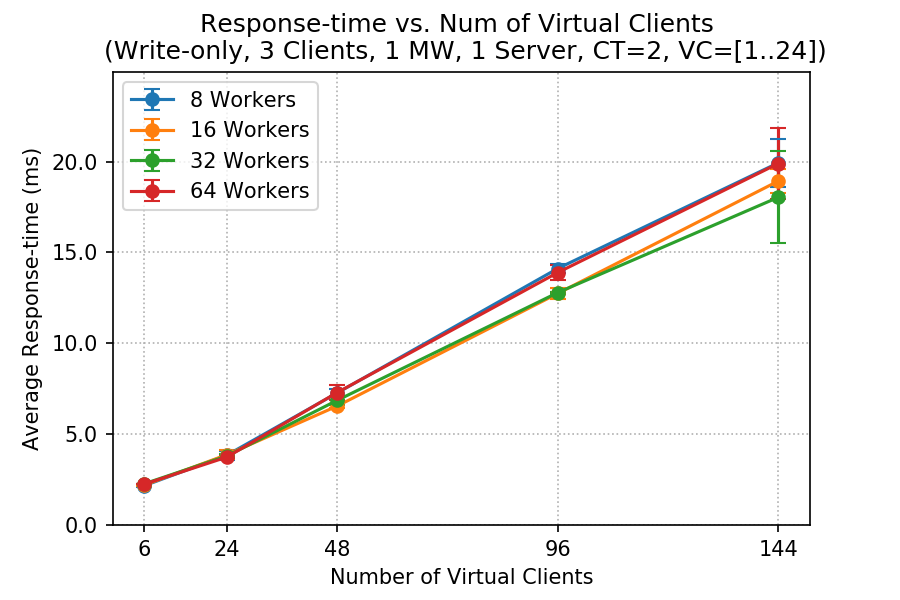 Response-time vs. Num of Virtual Clients
(Write-only, 3 Clients, 1 MW, 1 Server, CT=2, VC=[1..24])
8 Workers
16 Workers
32 Workers
64 Workers
Average Response-time (ms)
20.0
15.0
10.0
5.0
0.0
6 24 48 96 144
Number of Virtual Clients